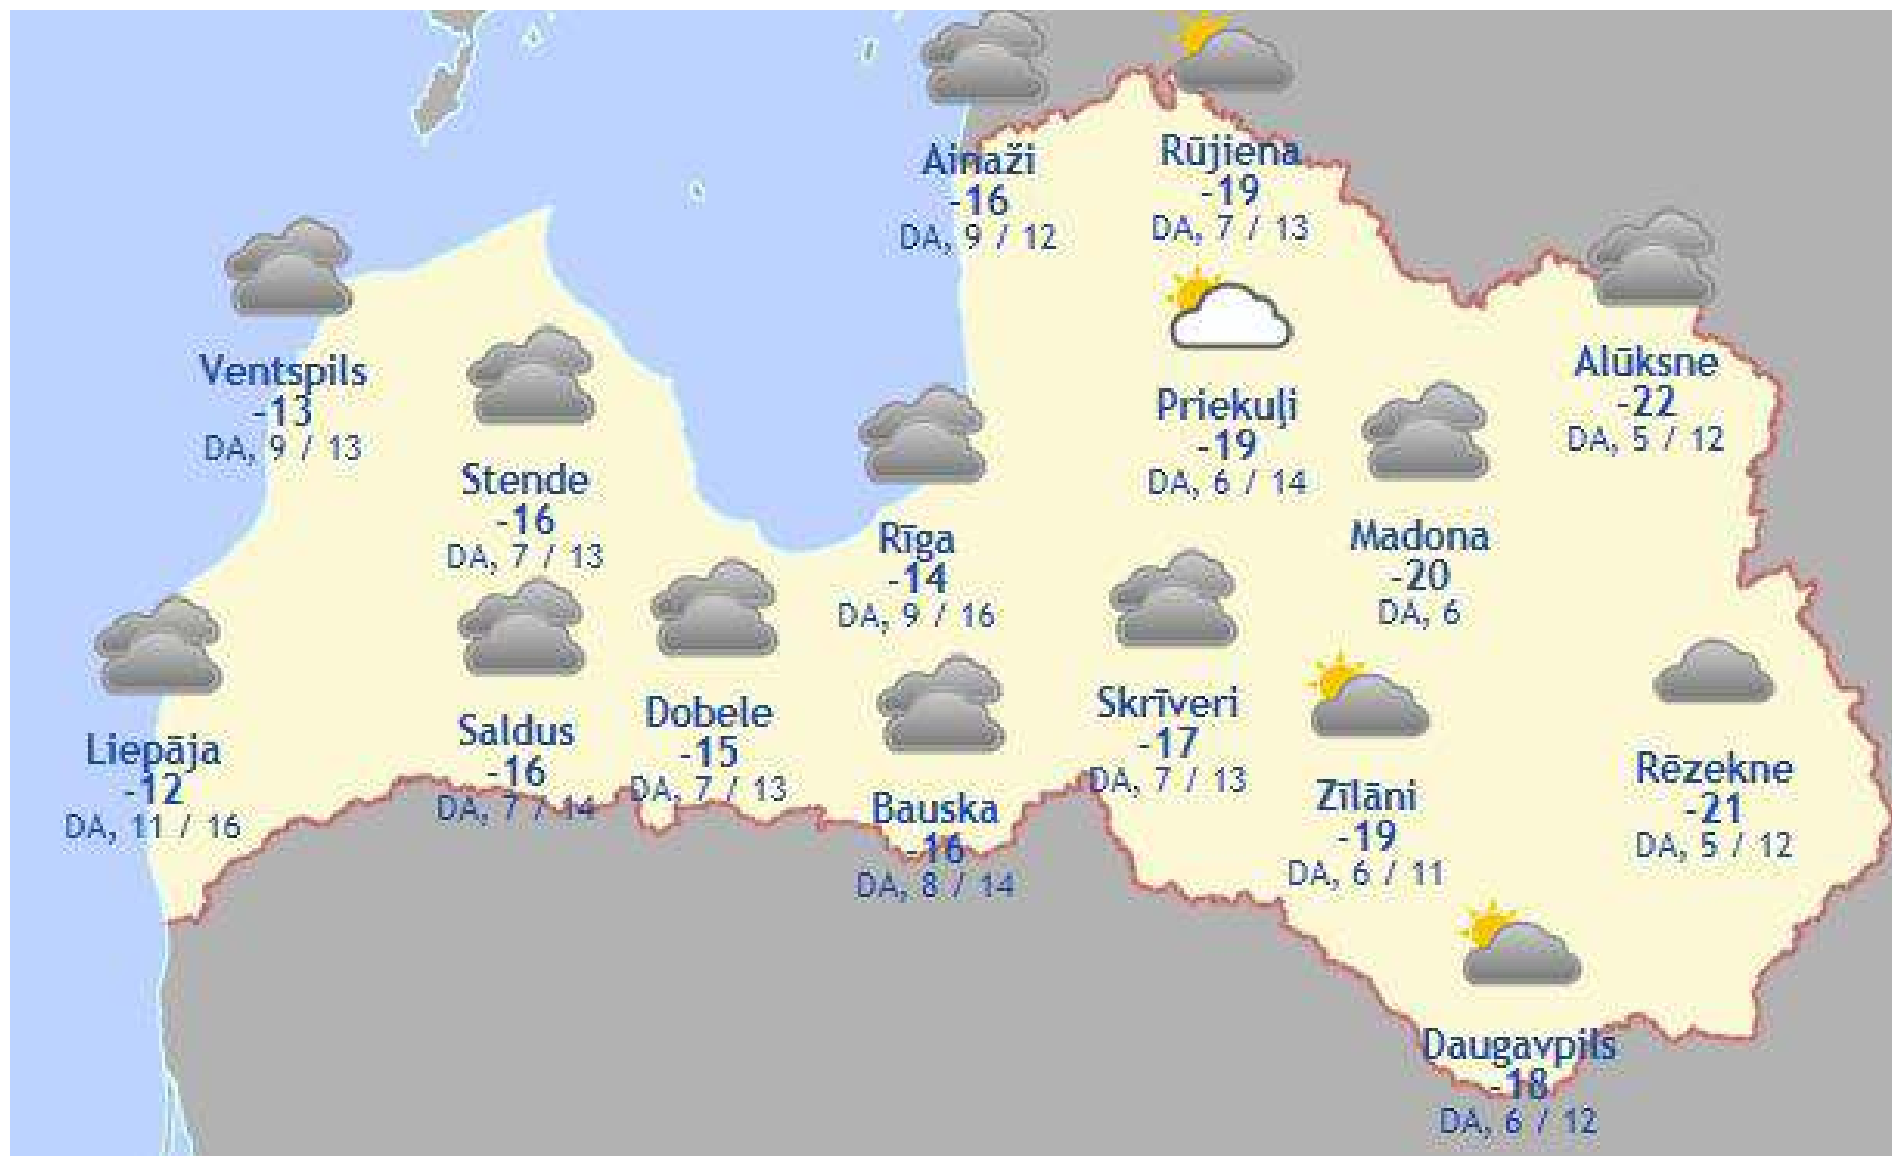 Ainaži
-16
DA, 9 / 12
Rūjiena
-19
DA, 7 / 13
Ventspils
-13
DA, 9 / 13
Stende
-16
DA, 7 / 13
Rīga
-14
DA, 9 / 16
Priekuļi
-19
DA, 6 / 14
Alūksne
-22
DA, 5 / 12
Madona
-20
DA, 6
Liepāja
-12
DA, 11 / 16
Saldus
-16
DA, 7 / 14
Dobele
-15
DA, 7 / 13
Bauska
-16
DA, 8 / 14
Skrīveri
-17
DA, 7 / 13
Zīlāni
-19
DA, 6 / 11
Rēzekne
-21
DA, 5 / 12
Daugavpils
-18
DA, 6 / 12